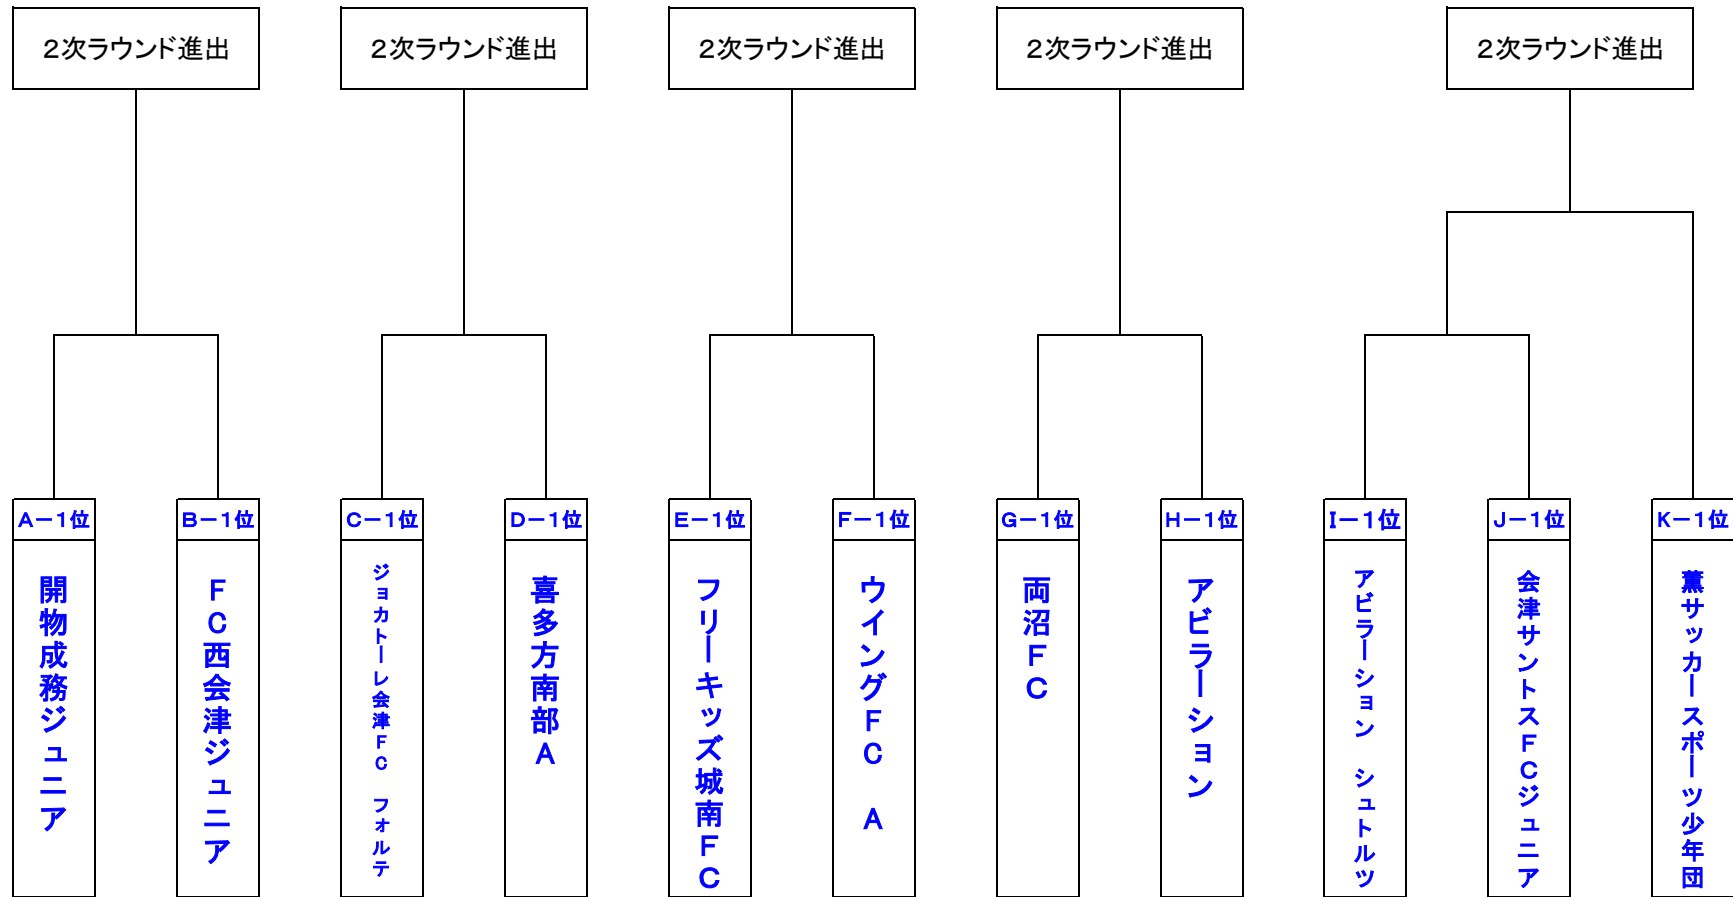 2次ラウンド進出
2次ラウンド進出
2次ラウンド進出
2次ラウンド進出
2次ラウンド進出
A－1位
B－1位
C－1位
D－1位
E－1位
F－1位
G－1位
H－1位
I－1位
J－1位
K－1位
開物成務ジュニア
FC西会津ジュニア
ジョカトーレ会津FC　フォルテ
喜多方南部A
フリーキッズ城南FC
ウイングFC　A
両沼FC
アビラーション
アビラーション　シュトルツ
会津サントスFCジュニア
薫サッカースポーツ少年団